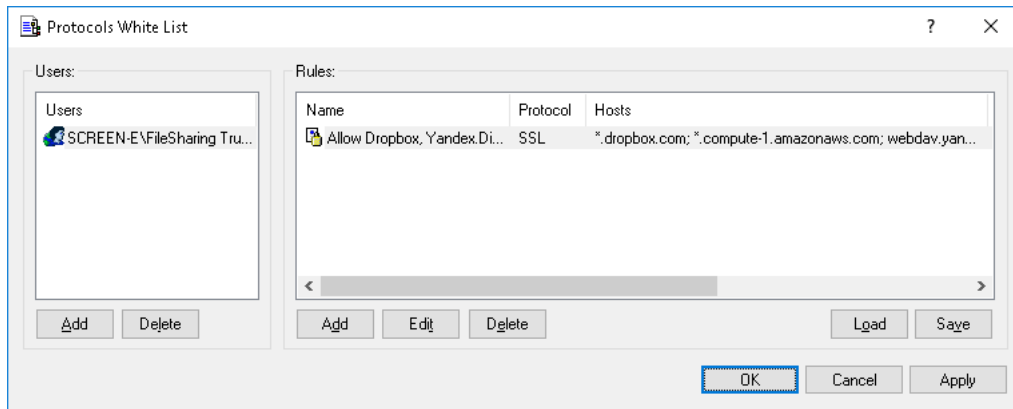 Protocols White List
Users:
Rules:
Users
Name Protocol Hosts
SCREEN-E\FileSharing Tru...
Allow Dropbox, Yandex.Di... SSL *.dropbox.com; *.compute-1.amazonaws.com; webdav.yan...
Add Delete
Add Edit Delete Load Save
OK Cancel Apply